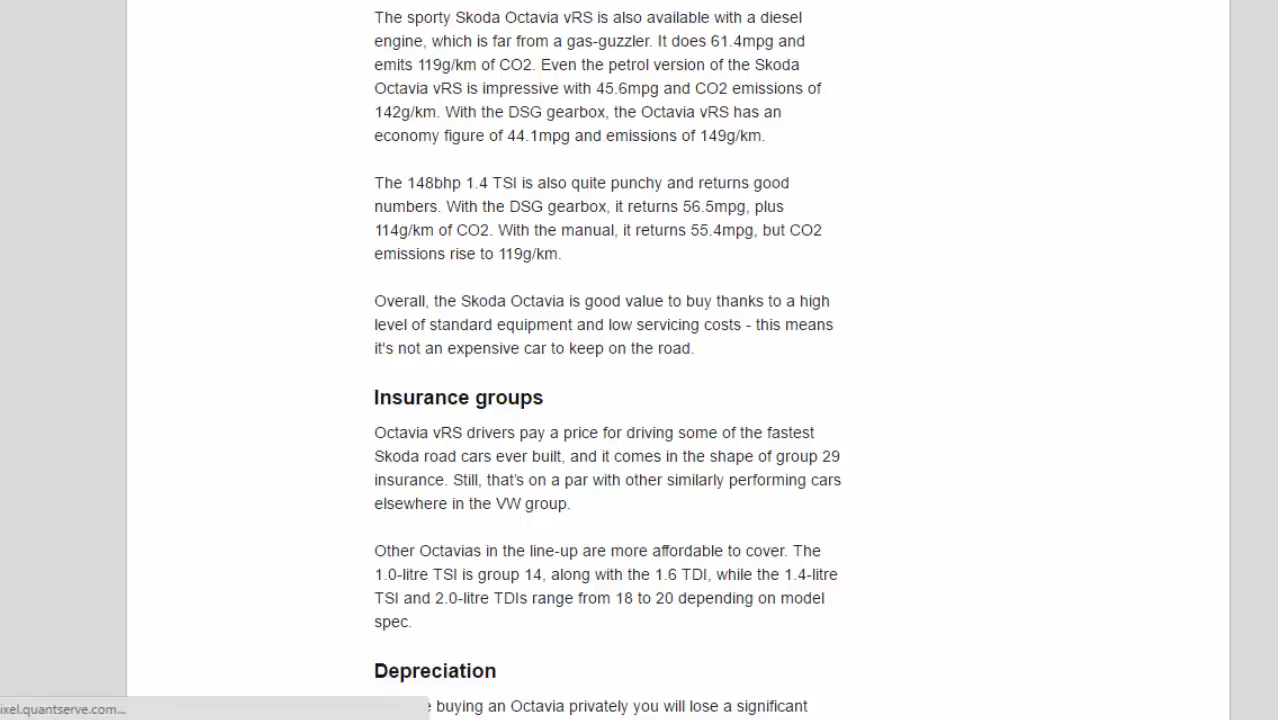 The sporty Skoda Octavia vRS is also available with a diesel
engine, which is far from a gas-guzzler. It does 61.4mpg and
emits 119g/km of CO2. Even the petrol version of the Skoda
Octavia vRS is impressive with 45.6mpg and CO2 emissions of
142g/km. With the DSG gearbox, the Octavia vRS has an
economy figure of 44.1mpg and emissions of 149g/km.
The 148bhp 1.4 TSI is also quite punchy and returns good
numbers. With the DSG gearbox, it returns 56.5mpg, plus
114g/km of CO2. With the manual, it returns 55.4mpg, but CO2
emissions rise to 119g/km.
Overall, the Skoda Octavia is good value to buy thanks to a high
level of standard equipment and low servicing costs - this means
it's not an expensive car to keep on the road.
Insurance groups
Octavia vRS drivers pay a price for driving some of the fastest
Skoda road cars ever built, and it comes in the shape of group 29
insurance. Still, that's on a par with other similarly performing cars
elsewhere in the VW group.
Other Octavias in the line-up are more affordable to cover. The
1.0-litre TSI is group 14, along with the 1.6 TDI, while the 1.4-litre
TSI and 2.0-litre TDIs range from 18 to 20 depending on model
spec.
Depreciation
buying an Octavia privately you will lose a significant
ixel.quantserve.com...